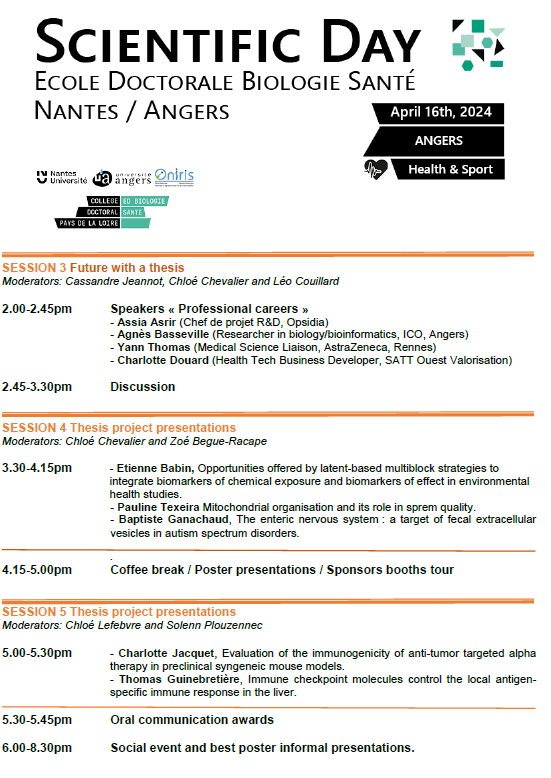 SCIENTIFIC DAY
ECOLE DOCTORALE BIOLOGIE SANTÉ
NANTES / ANGERS
April 16th, 2024
ANGERS
Health & Sport
Nantes
Université
ua
université
angers
Oniris
COLLEGE
ED BIOLOGIE
DOCTORAL
SANTE
PAYS DE LA LOIRE
SESSION 3 Future with a thesis
Moderators: Cassandre Jeannot, Chloé Chevalier and Léo Couillard
2.00-2.45pm
Speakers « Professional careers »
- Assia Asrir (Chef de projet R&D, Opsidia)
- Agnès Basseville (Researcher in biology/bioinformatics, ICO, Angers)
- Yann Thomas (Medical Science Liaison, AstraZeneca, Rennes)
- Charlotte Douard (Health Tech Business Developer, SATT Ouest Valorisation)
2.45-3.30pm
Discussion
SESSION 4 Thesis project presentations
Moderators: Chloé Chevalier and Zoé Begue-Racape
3.30-4.15pm
- Etienne Babin, Opportunities offered by latent-based multiblock strategies to
integrate biomarkers of chemical exposure and biomarkers of effect in environmental
health studies.
- Pauline Texeira Mitochondrial organisation and its role in sprem quality.
- Baptiste Ganachaud, The enteric nervous system : a target of fecal extracellular
vesicles in autism spectrum disorders.
.
4.15-5.00pm
Coffee break / Poster presentations / Sponsors booths tour
SESSION 5 Thesis project presentations
Moderators: Chloé Lefebvre and Solenn Plouzennec
5.00-5.30pm
- Charlotte Jacquet, Evaluation of the immunogenicity of anti-tumor targeted alpha
therapy in preclinical syngeneic mouse models.
- Thomas Guinebretière, Immune checkpoint molecules control the local antigen-
specific immune response in the liver.
5.30-5.45pm
Oral communication awards
6.00-8.30pm
Social event and best poster informal presentations.